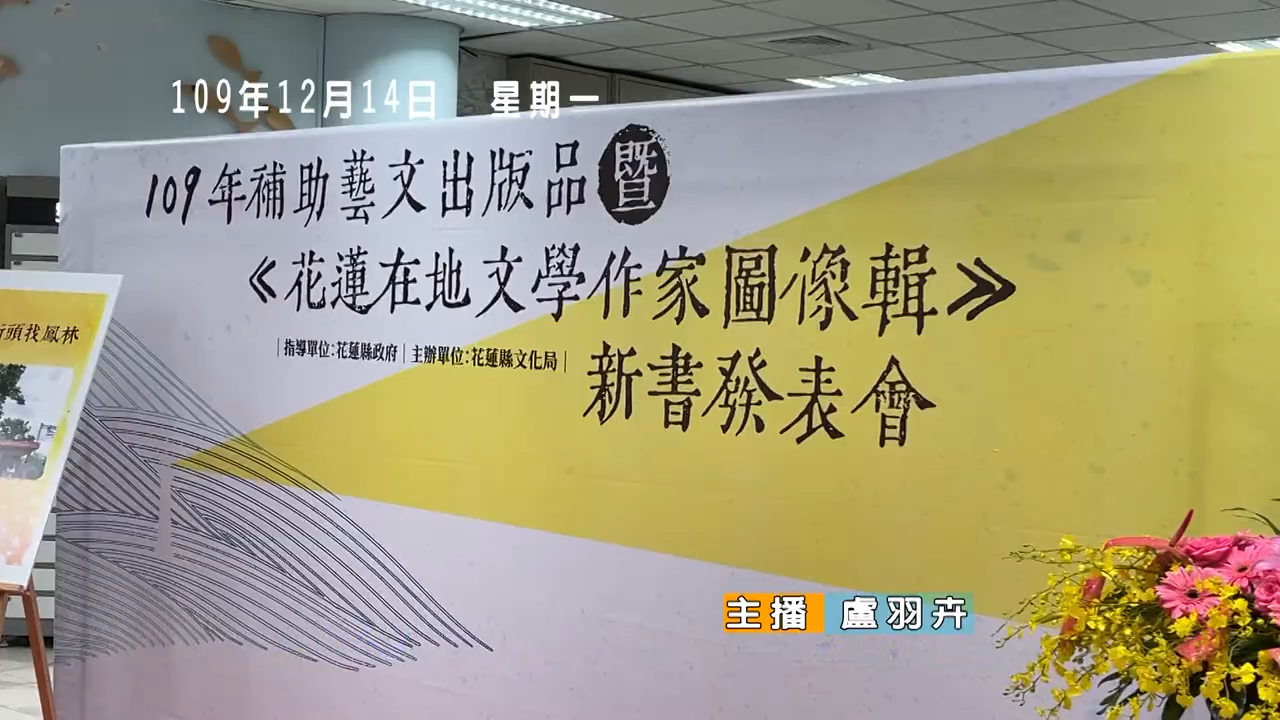 109年12月14日 星期一
109年補助藝文出版品暨
《花蓮在地文學作家圖像輯》
|指導單位:花蓮縣政府|主辦單位:花蓮縣文化局|
新書發表會
頭找鳳林
主播 盧羽卉